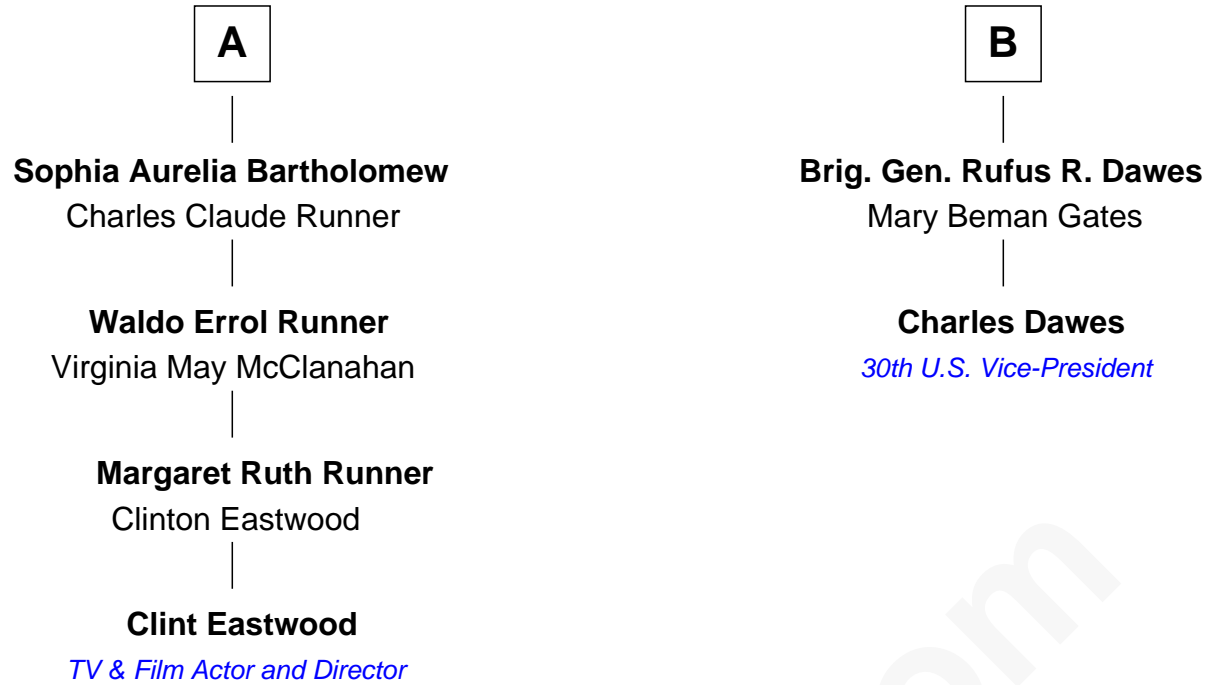 A
Sophia Aurelia Bartholomew
Charles Claude Runner
Waldo Errol Runner
Virginia May McClanahan
Margaret Ruth Runner
Clinton Eastwood
Clint Eastwood
TV & Film Actor and Director
B
Brig. Gen. Rufus R. Dawes
Mary Beman Gates
Charles Dawes
30th U.S. Vice-President
om